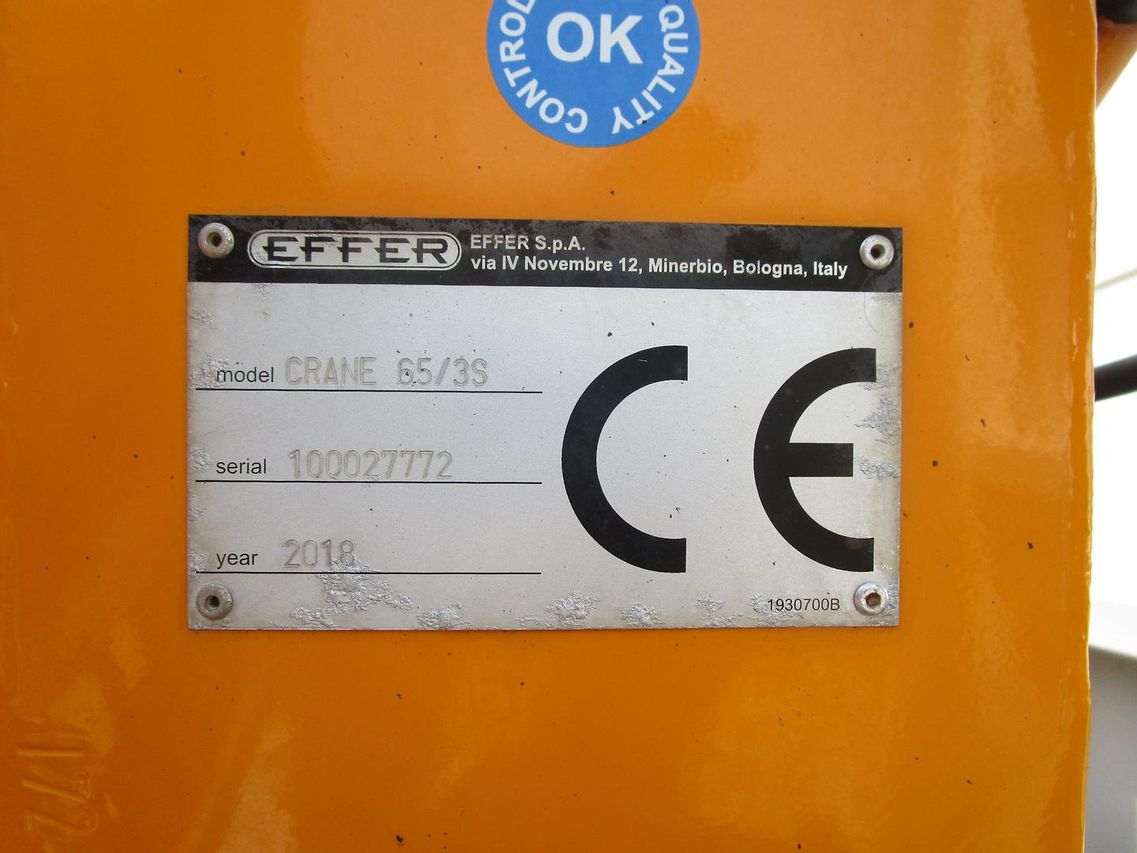 OK
QUALITY CONTROL
EFFER
EFFER S.p.A.
via IV Novembre 12, Minerbio, Bologna, Italy
model CRANE 65/3S
serial 100027772
year 2018
CE
1930700B